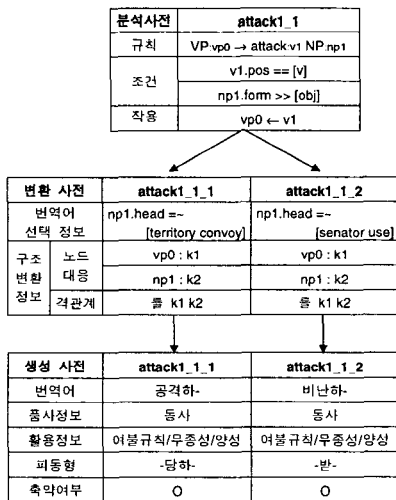 분석사전 attack1_1
규칙 VP:vp0 → attack:v1 NP:np1
조건 v1.pos == [v]
np1.form >> [obj]
작용 vp0 ← v1
변환 사전 attack1_1_1 attack1_1_2
번역어 선택 정보 np1.head =~ [territory convoy] np1.head =~ [senator use]
구조 변환 정보 노드 대응 vp0 : k1 vp0 : k1
np1 : k2 np1 : k2
격관계 를 k1 k2 를 k1 k2
생성 사전 attack1_1_1 attack1_1_2
번역어 공격하- 비난하-
품사정보 동사 동사
활용정보 여불규칙/무종성/양성 여불규칙/무종성/양성
피동형 -당하- -받-
축약여부 O O